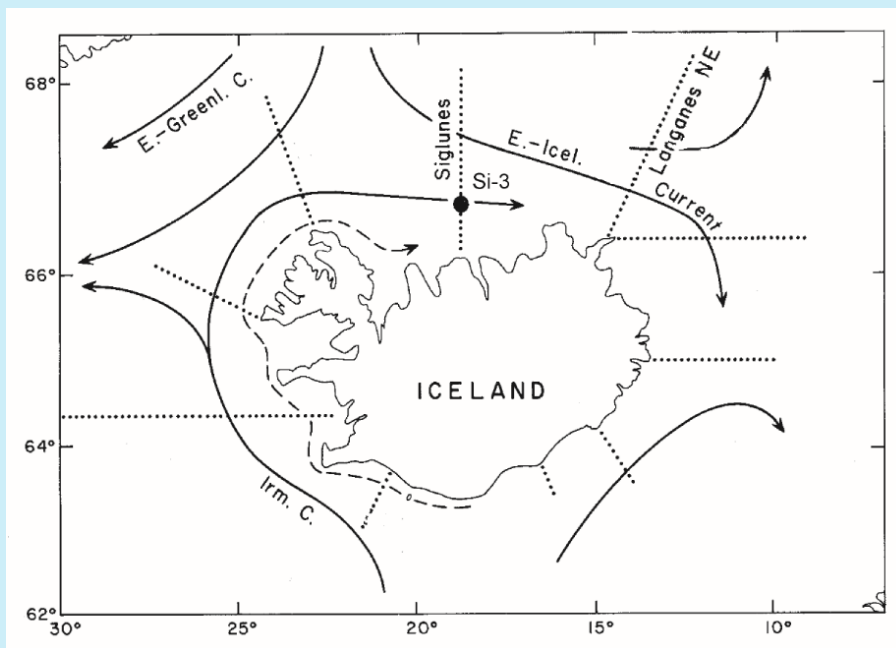 68°
66°
64°
62°
30°
25°
20°
15°
10°
E.-Greenl. C.
Siglunes
Si-3
E.-Icel.
Current
Langanes NE
ICELAND
Irm. C.